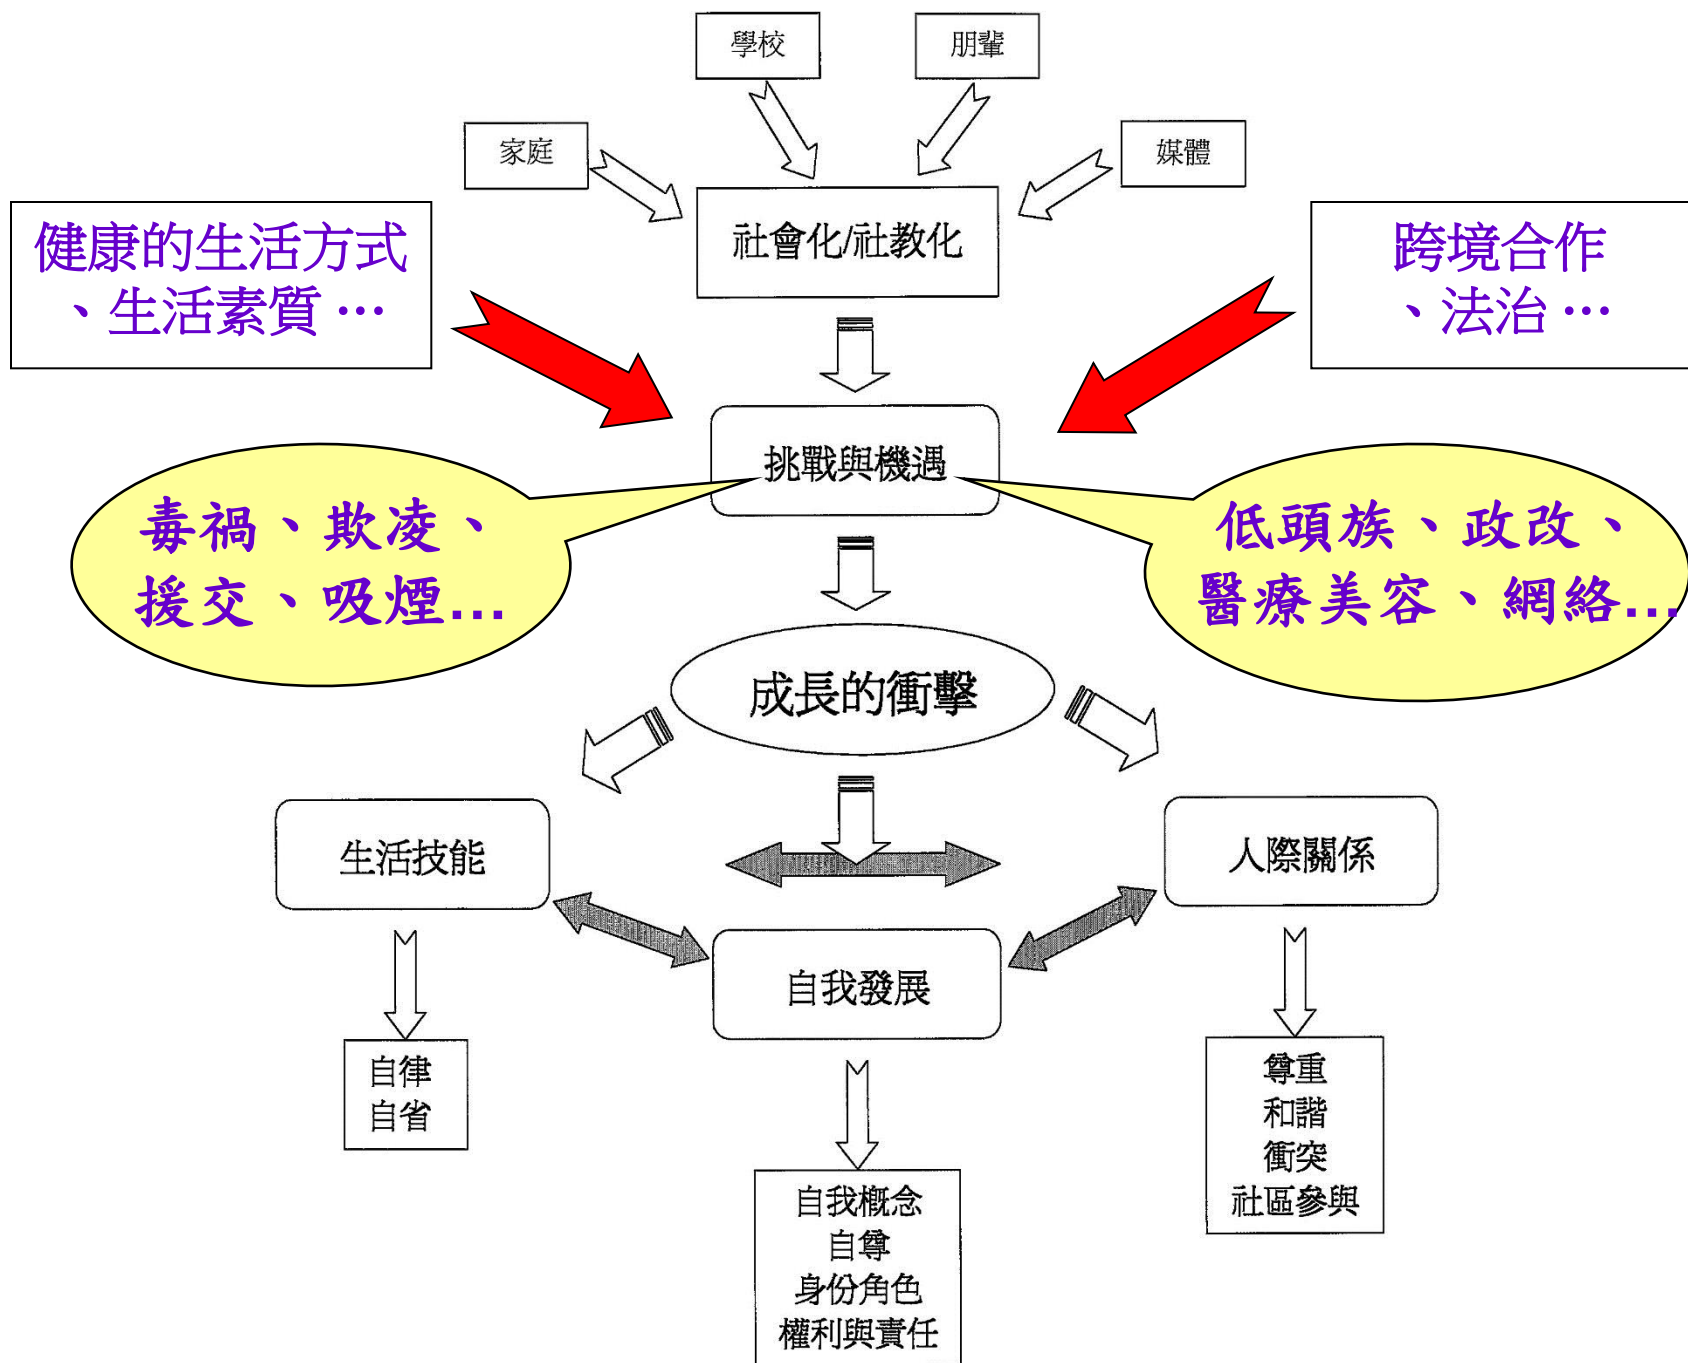 學校
朋輩
家庭
媒體
社會化/社教化
健康的生活方式
、生活素質…
跨境合作
、法治…
挑戰與機遇
毒禍、欺凌、
援交、吸煙...
低頭族、政改、
醫療美容、網絡...
成長的衝擊
生活技能
人際關係
自我發展
自律
自省
尊重
和諧
衝突
社區參與
自我概念
自尊
身份角色
權利與責任